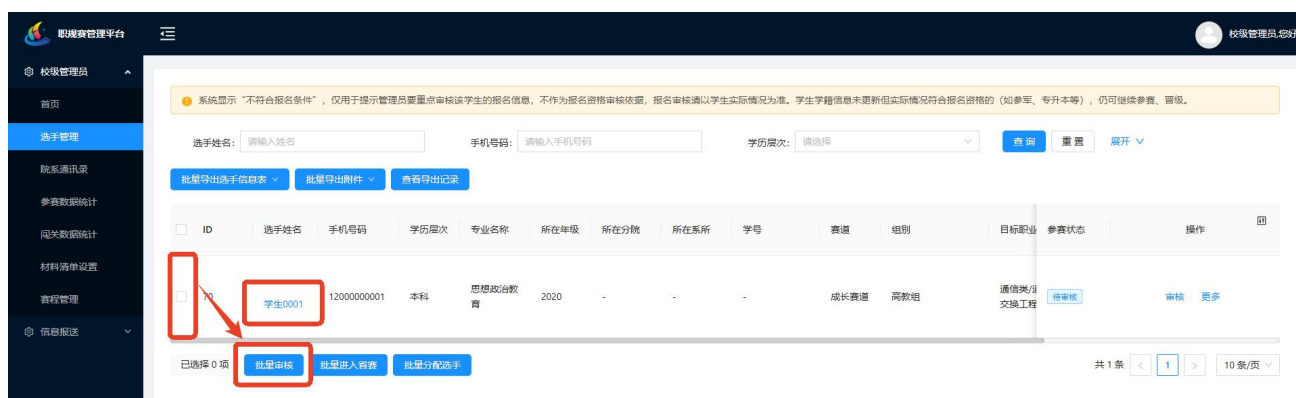 职规赛管理平台
校级管理员,您好
校级管理员
首页
选手管理
院系通讯录
参赛数据统计
闯关数据统计
材料清单设置
赛程管理
信息报送
系统显示“不符合报名条件”,仅用于提示管理员要重点审核该学生的报名信息,不作为报名资格审核依据,报名审核请以学生实际情况为准。学生学籍信息未更新但实际情况符合报名资格的(如参军、专升本等),仍可继续参赛、晋级。
选手姓名: 请输入姓名 手机号码: 请输入手机号码 学历层次: 请选择 查询 重置 展开
批量导出选手信息表 批量导出附件 查看导出记录
ID 选手姓名 手机号码 学历层次 专业名称 所在年级 所在分院 所在系所 学号 赛道 组别 目标职业 参赛状态 操作
70 学生0001 12000000001 本科 思想政治教育 2020 - - - 成长赛道 高教组 通信类/ 交换工程 待审核 审核 更多
已选择 0 项 批量审核 批量进入省赛 批量分配选手 共 1 条 < 1 > 10 条/页